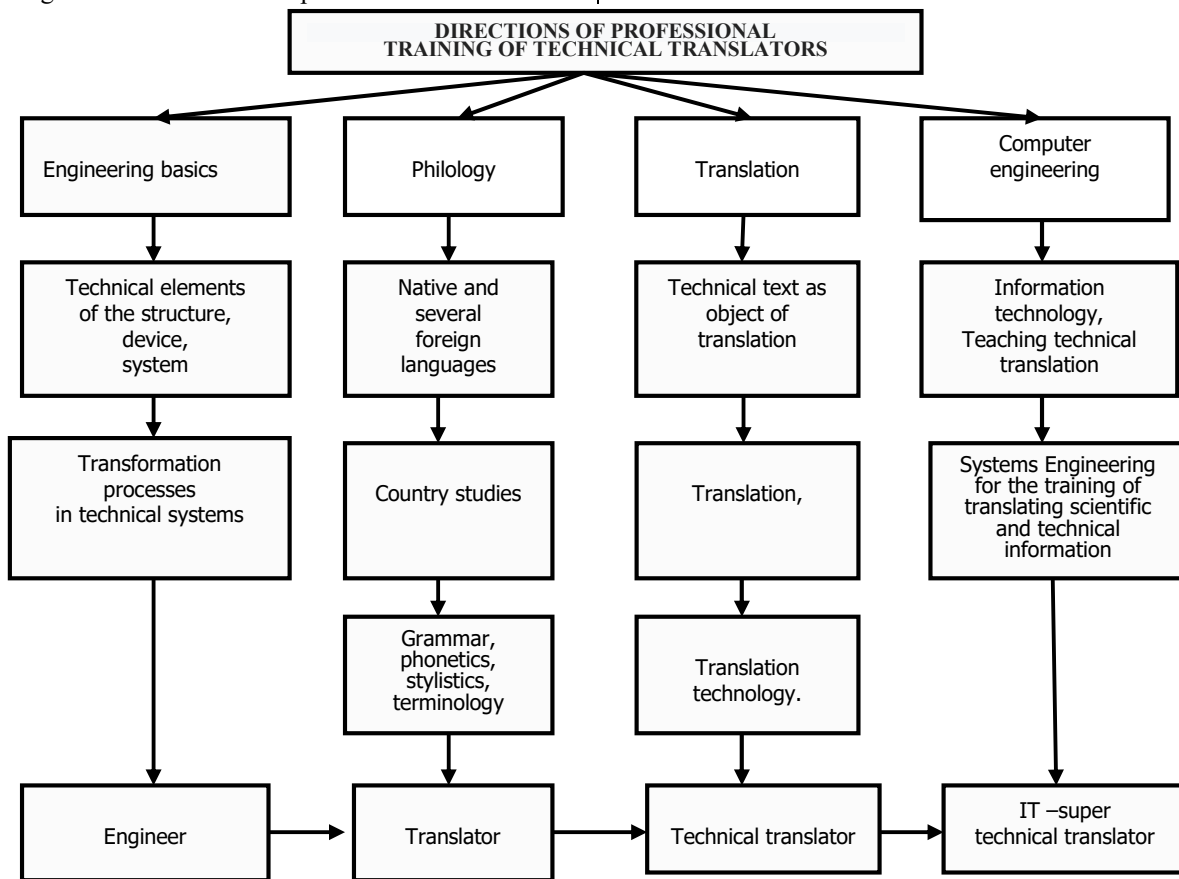 DIRECTIONS OF PROFESSIONAL
TRAINING OF TECHNICAL TRANSLATORS
Engineering basics
Philology
Translation
Computer
engineering
Technical elements
of the structure,
device,
system
Native and
several
foreign
languages
Technical text as
object of
translation
Information
technology,
Teaching technical
translation
Transformation
processes
in technical systems
Country studies
Translation,
Systems Engineering
for the training of
translating scientific
and technical
information
Grammar,
phonetics,
stylistics,
terminology
Translation
technology.
Engineer
Translator
Technical translator
IT –super
technical translator